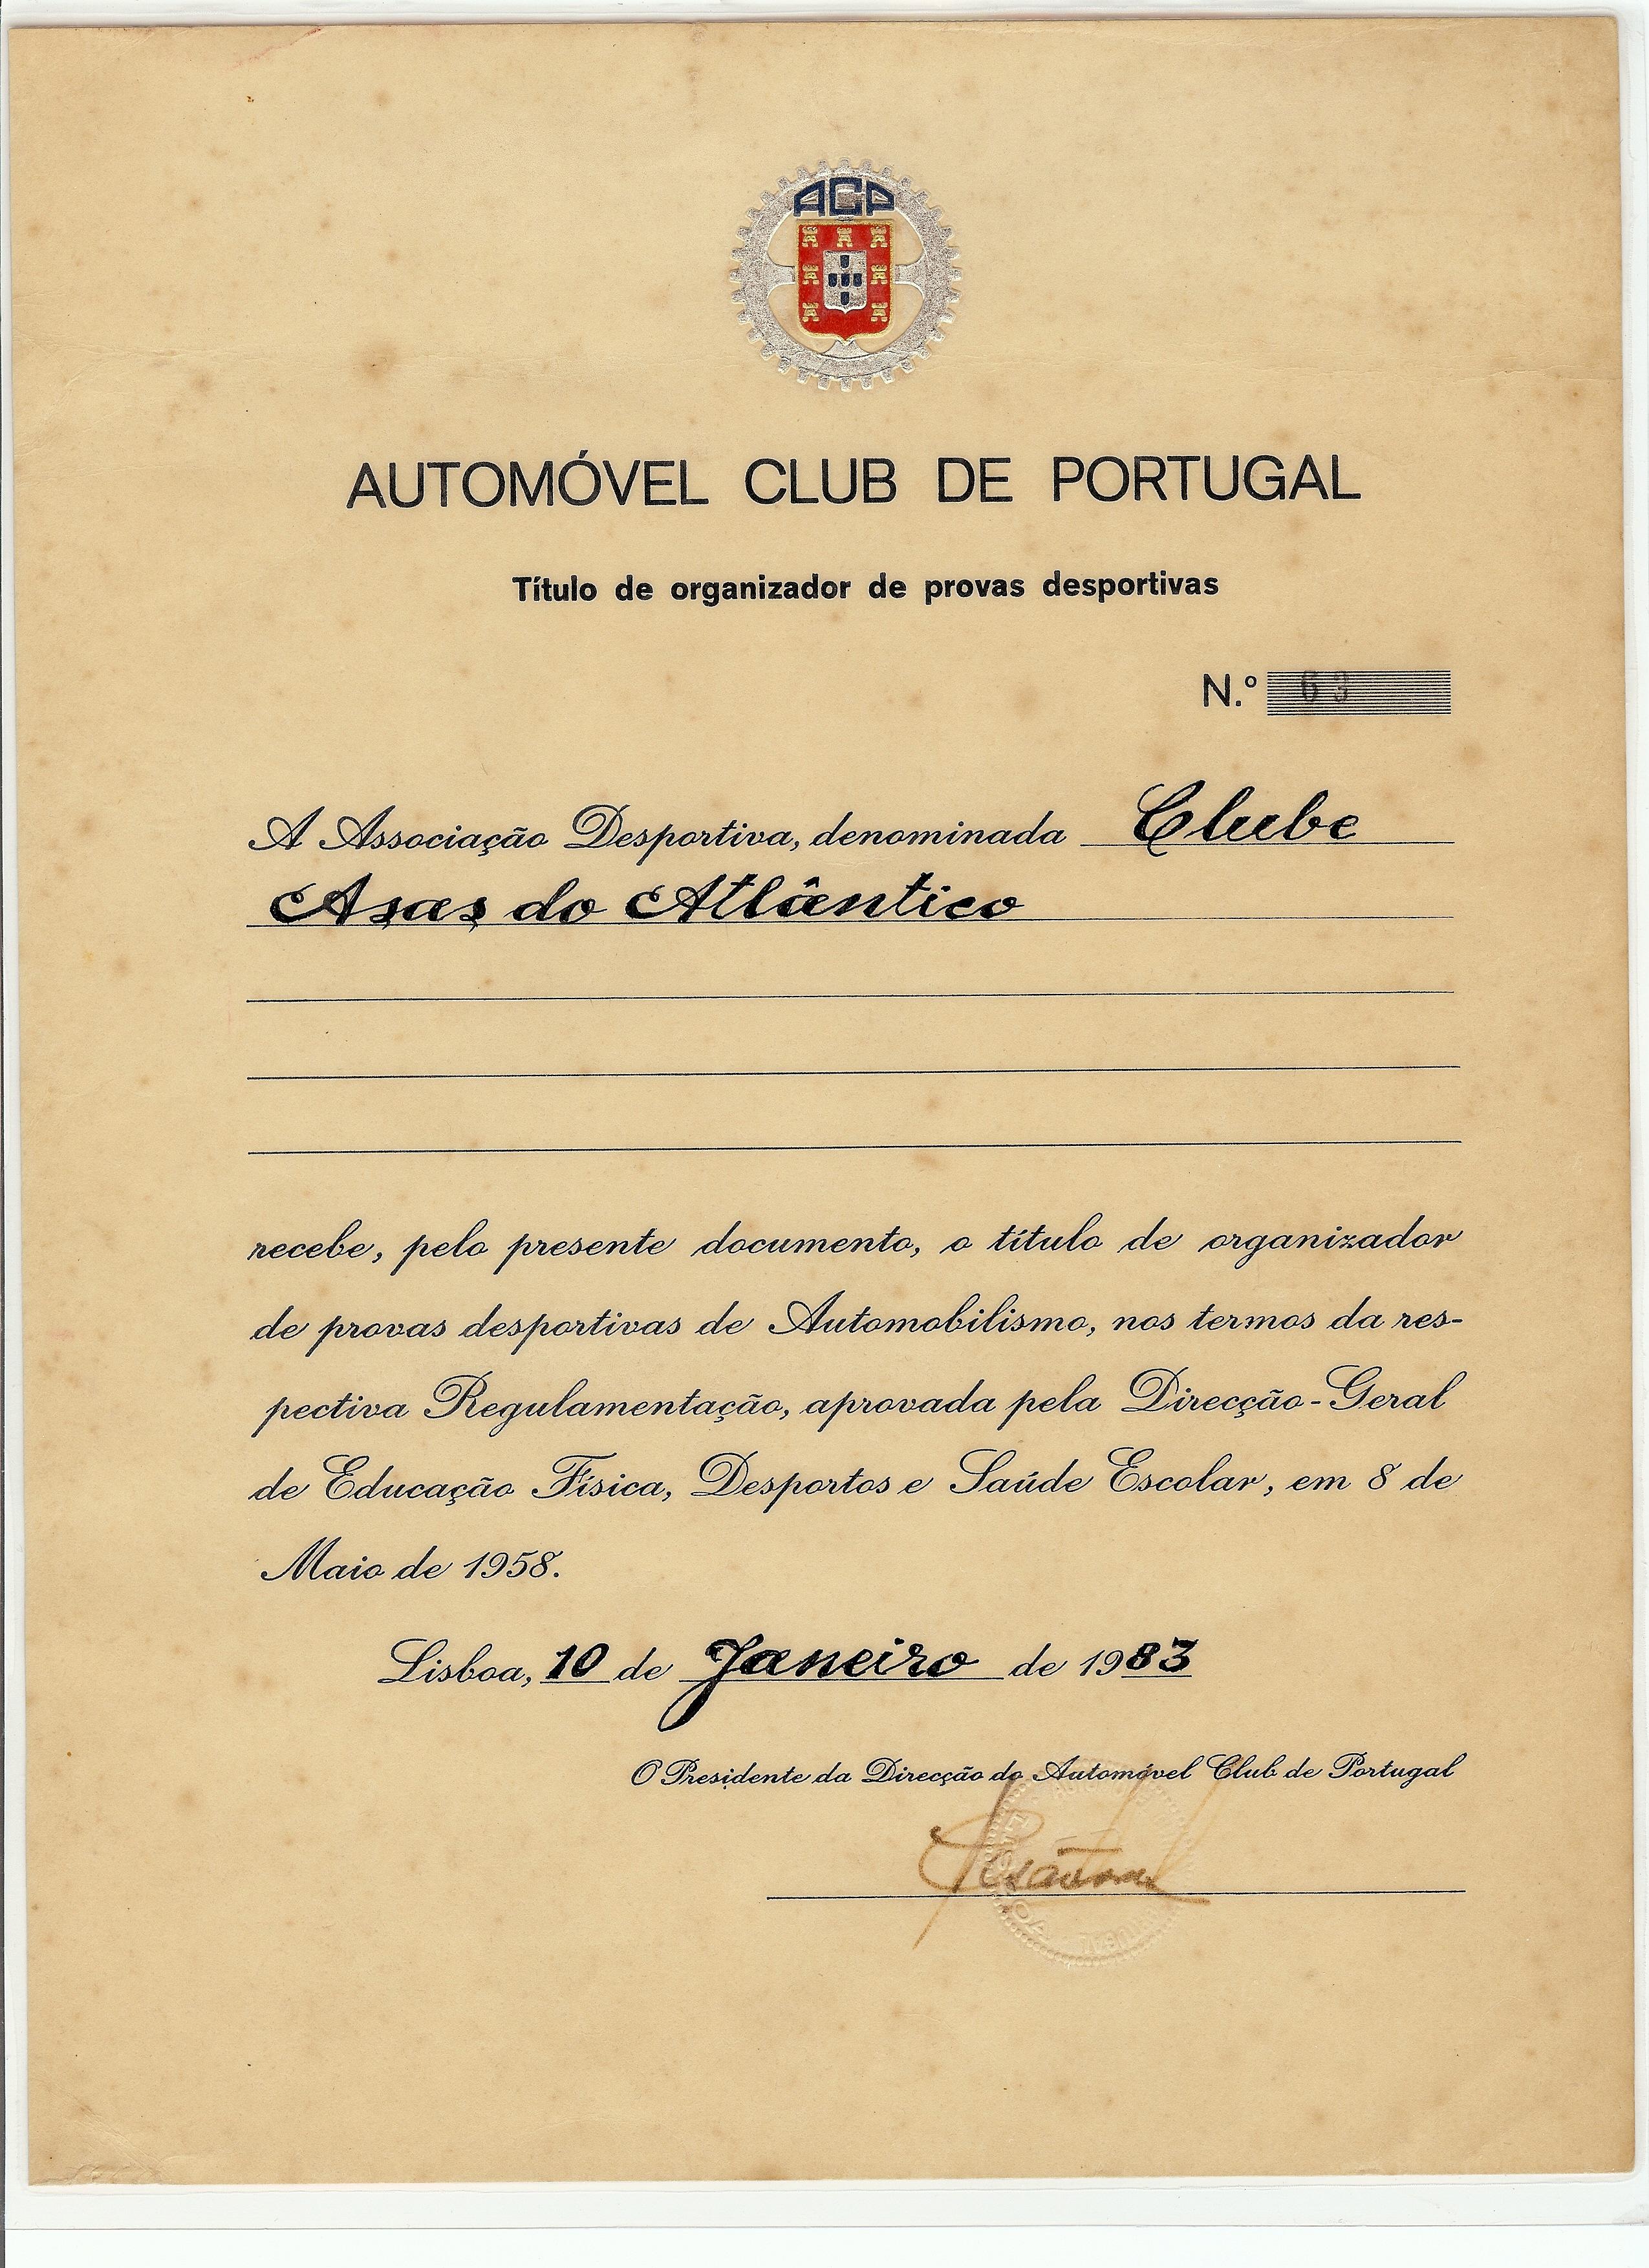 ACP
AUTOMÓVEL CLUB DE PORTUGAL
Título de organizador de provas desportivas
N.º 63
A Associação Desportiva, denominada Clube
Asas do Atlântico
recebe, pelo presente documento, o título de organizador
de provas desportivas de Automobilismo, nos termos da res-
pectiva Regulamentação, aprovada pela Direcção-Geral
de Educação Física, Desportos e Saúde Escolar, em 8 de
Maio de 1958.
Lisboa, 10 de Janeiro de 1983
O Presidente da Direcção do Automóvel Club de Portugal